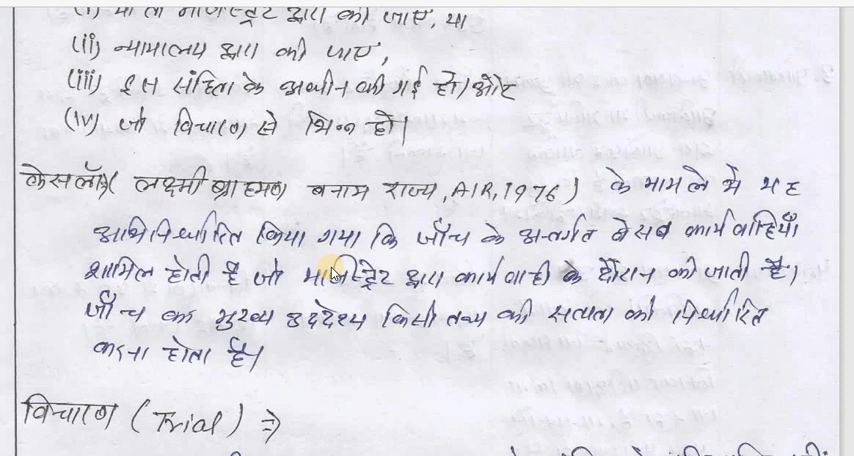 (i) या तो मजिस्ट्रेट द्वारा की जाए, या
(ii) न्यायालय द्वारा की जाए,
(iii) इस संहिता के अधीन की गई हो। और
(iv) जो विचारण से भिन्न हो।
केसलॉ ( लक्ष्मी ब्राह्मण बनाम राज्य, AIR, 1976) के मामले में यह
अभिनिर्धारित किया गया कि जाँच के अन्तर्गत वे सब कार्यवाहियाँ
शामिल होती है जो मजिस्ट्रेट द्वारा कार्यवाही के दौरान की जाती है।
जाँच का मुख्य उद्देश्य किसी तथ्य की सत्यता को निर्धारित
करना होता है।
विचारण (Trial) ⇒